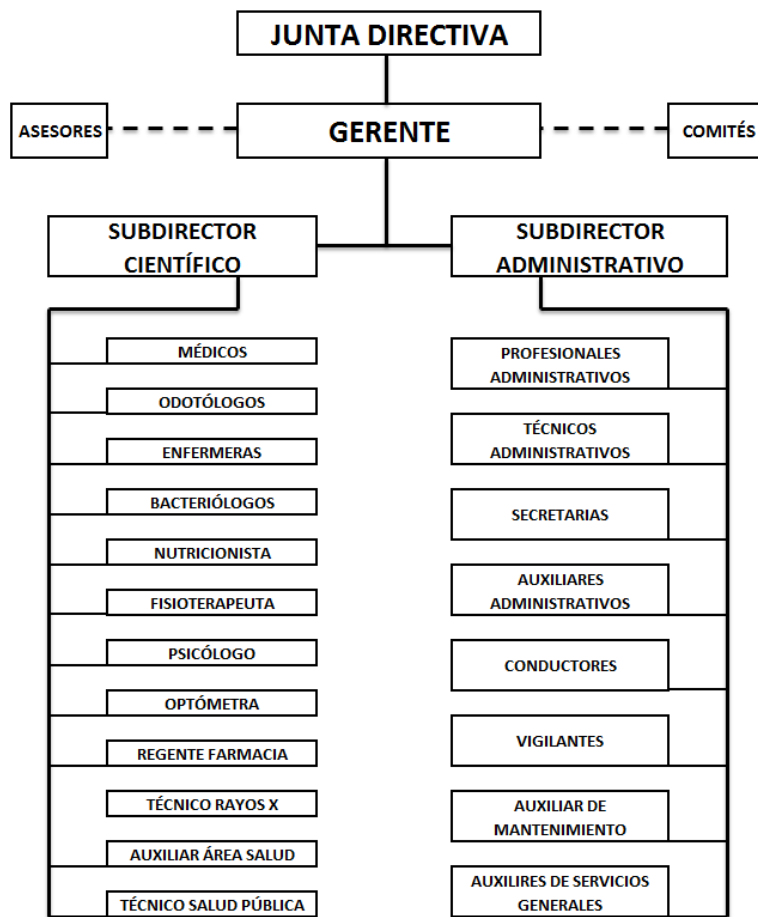 JUNTA DIRECTIVA
ASESORES
GERENTE
COMITÉS
SUBDIRECTOR
CIENTÍFICO
SUBDIRECTOR
ADMINISTRATIVO
MÉDICOS
ODOTÓLOGOS
ENFERMERAS
BACTERIÓLOGOS
NUTRICIONISTA
FISIOTERAPEUTA
PSICÓLOGO
OPTÓMETRA
REGENTE FARMACIA
TÉCNICO RAYOS X
AUXILIAR ÁREA SALUD
TÉCNICO SALUD PÚBLICA
PROFESIONALES
ADMINISTRATIVOS
TÉCNICOS
ADMINISTRATIVOS
SECRETARIAS
AUXILIARES
ADMINISTRATIVOS
CONDUCTORES
VIGILANTES
AUXILIAR DE
MANTENIMIENTO
AUXILIRES DE SERVICIOS
GENERALES